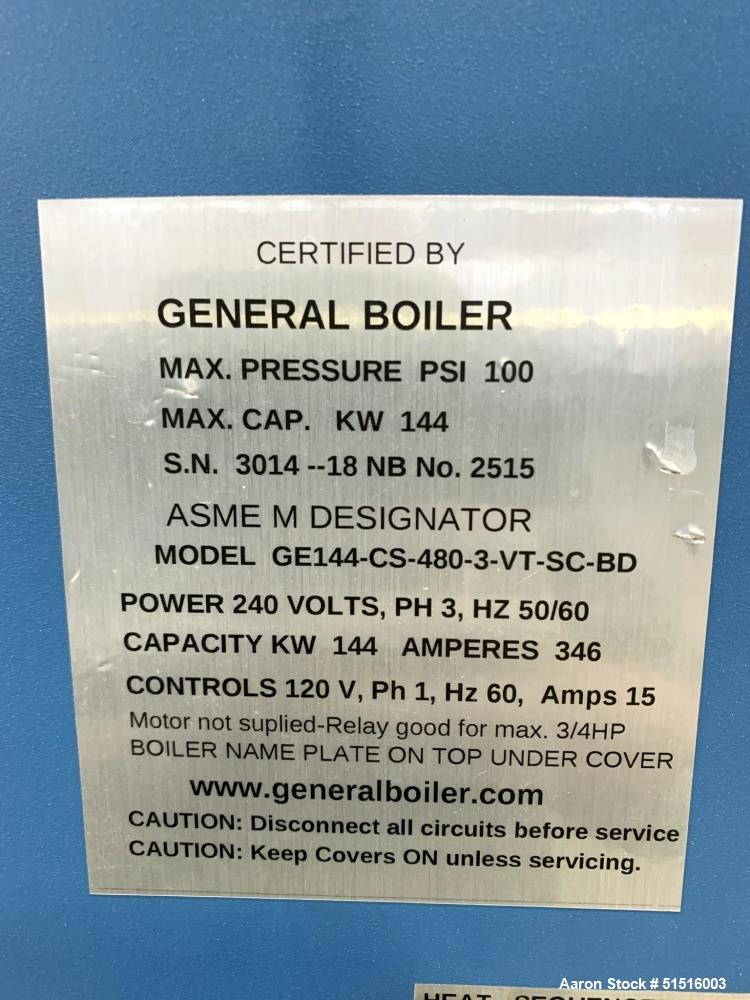 CERTIFIED BY
GENERAL BOILER
MAX. PRESSURE PSI 100
MAX. CAP. KW 144
S.N. 3014 --18 NB No. 2515
ASME M DESIGNATOR
MODEL GE144-CS-480-3-VT-SC-BD
POWER 240 VOLTS, PH 3, HZ 50/60
CAPACITY KW 144 AMPERES 346
CONTROLS 120 V, Ph 1, Hz 60, Amps 15
Motor not suplied-Relay good for max. 3/4HP
BOILER NAME PLATE ON TOP UNDER COVER
www.generalboiler.com
CAUTION: Disconnect all circuits before service
CAUTION: Keep Covers ON unless servicing.
Aaron Stock # 51516003